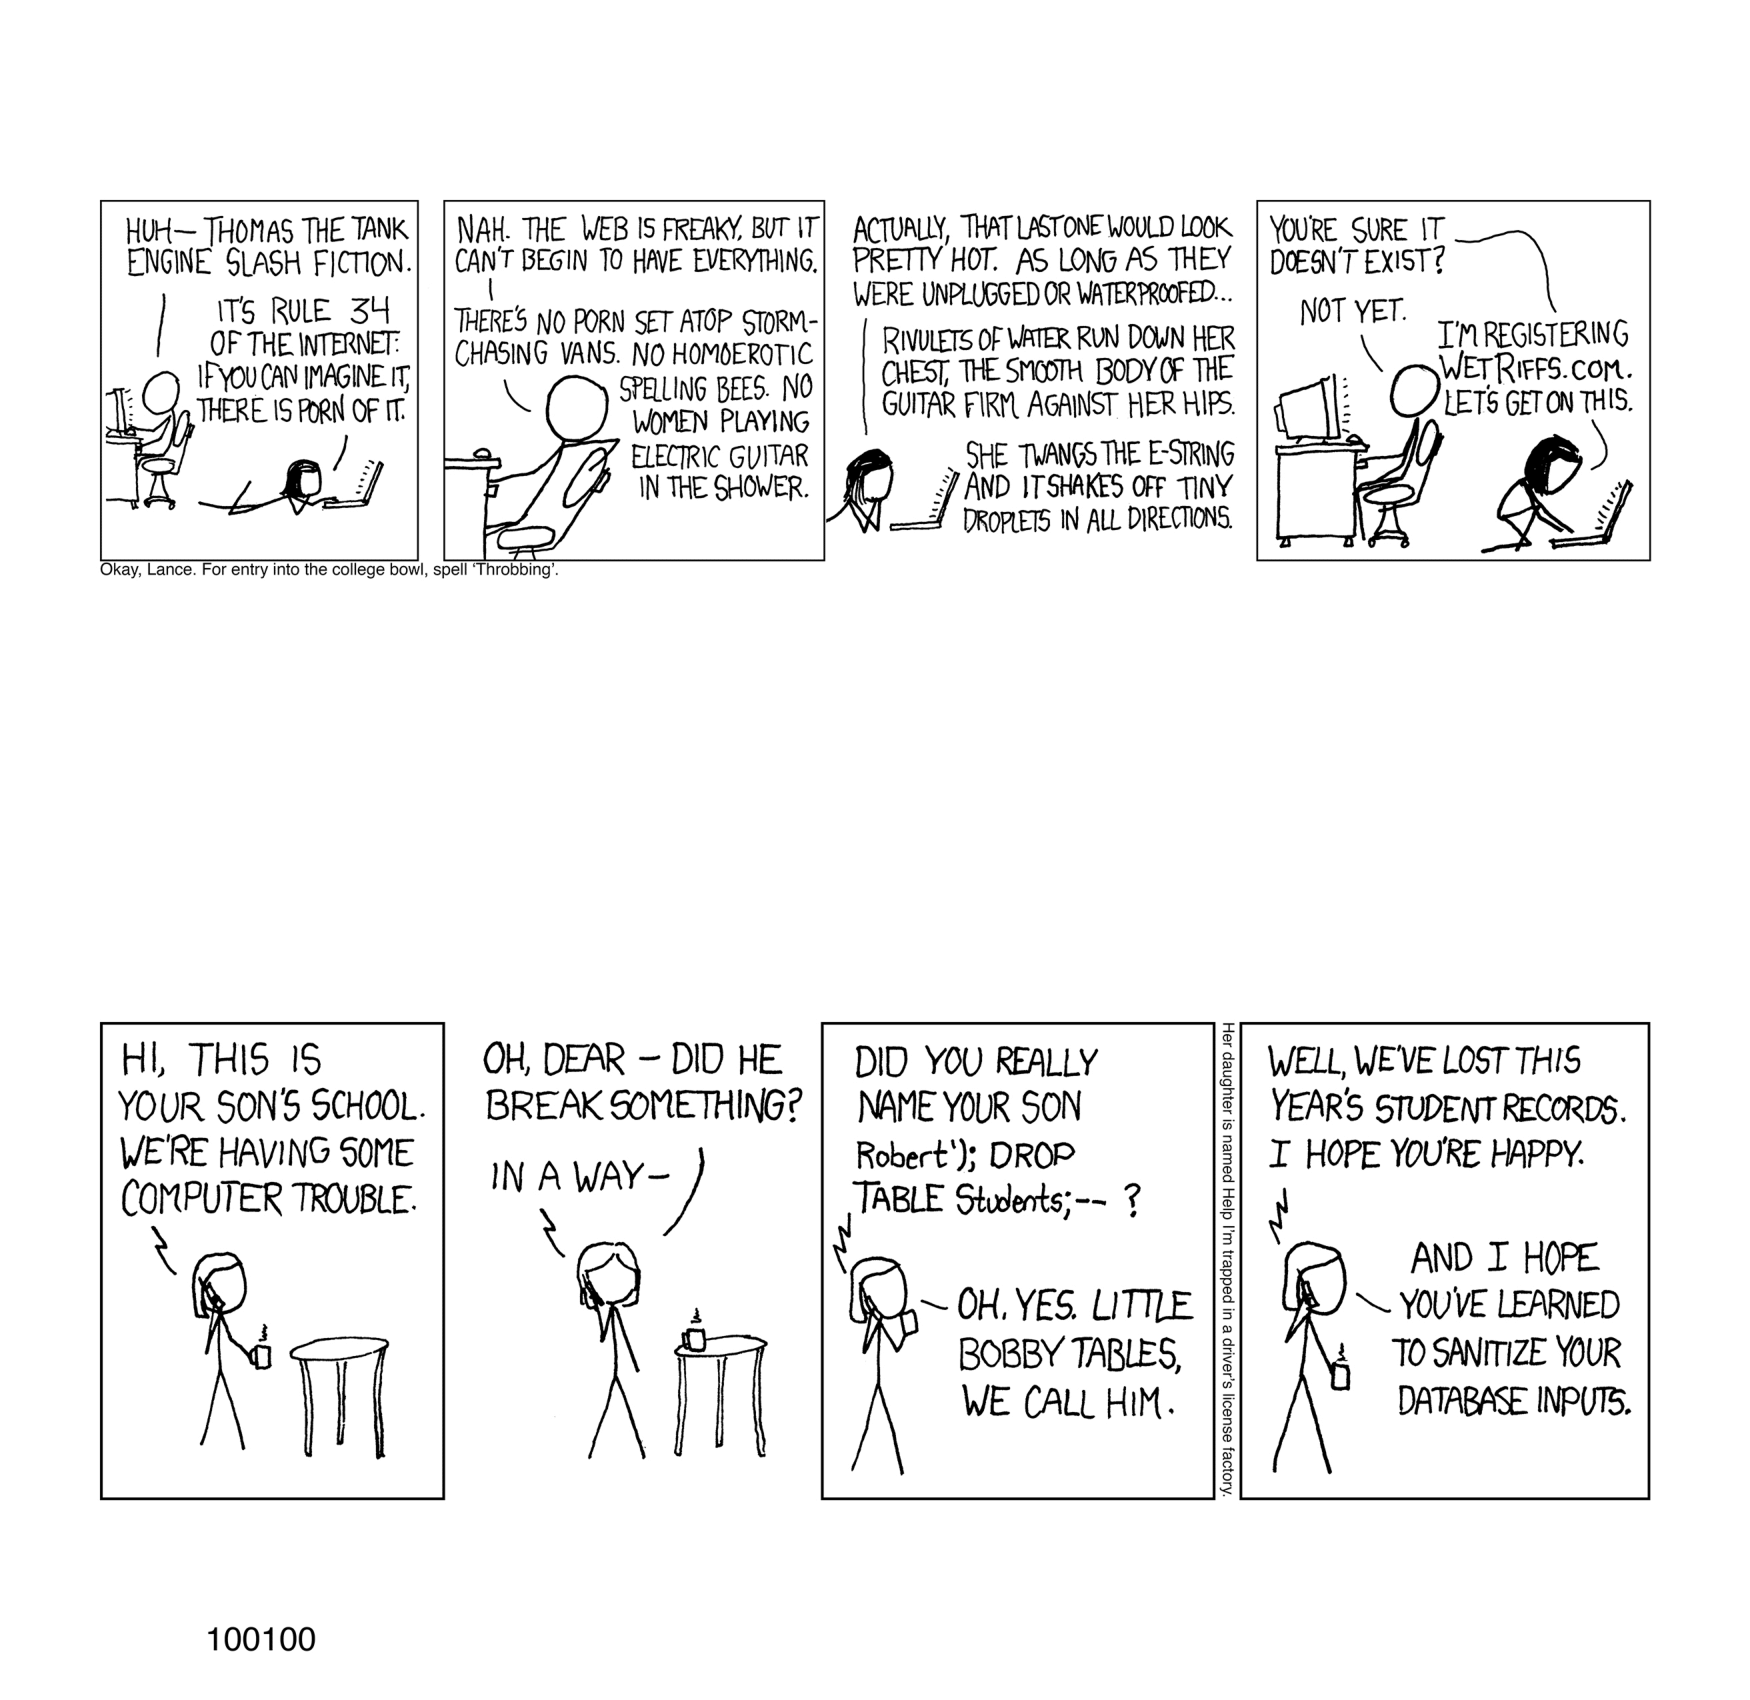 HUH— THOMAS THE TANK
ENGINE SLASH FICTION.
IT'S RULE 34
OF THE INTERNET:
IF YOU CAN IMAGINE IT,
THERE IS PORN OF IT.
NAH. THE WEB IS FREAKY, BUT IT
CAN'T BEGIN TO HAVE EVERYTHING.
THERE'S NO PORN SET ATOP STORM-
CHASING VANS. NO HOMOEROTIC
SPELLING BEES. NO
WOMEN PLAYING
ELECTRIC GUITAR
IN THE SHOWER.
ACTUALLY, THAT LAST ONE WOULD LOOK
PRETTY HOT. AS LONG AS THEY
WERE UNPLUGGED OR WATERPROOFED...
RIVULETS OF WATER RUN DOWN HER
CHEST, THE SMOOTH BODY OF THE
GUITAR FIRM AGAINST HER HIPS.
SHE TWANGS THE E-STRING
AND IT SHAKES OFF TINY
DROPLETS IN ALL DIRECTIONS.
YOU'RE SURE IT
DOESN'T EXIST?
NOT YET.
I'M REGISTERING
WETRIFFS.COM.
LET'S GET ON THIS.
Okay, Lance. For entry into the college bowl, spell ‘Throbbing’.
HI, THIS IS
YOUR SON'S SCHOOL.
WE'RE HAVING SOME
COMPUTER TROUBLE.
OH, DEAR – DID HE
BREAK SOMETHING?
IN A WAY–
DID YOU REALLY
NAME YOUR SON
Robert'); DROP
TABLE Students;-- ?
OH, YES. LITTLE
BOBBY TABLES,
WE CALL HIM.
Her daughter is named Help I'm trapped in a driver's license factory.
WELL, WE'VE LOST THIS
YEAR'S STUDENT RECORDS.
I HOPE YOU'RE HAPPY.
AND I HOPE
YOU'VE LEARNED
TO SANITIZE YOUR
DATABASE INPUTS.
100100